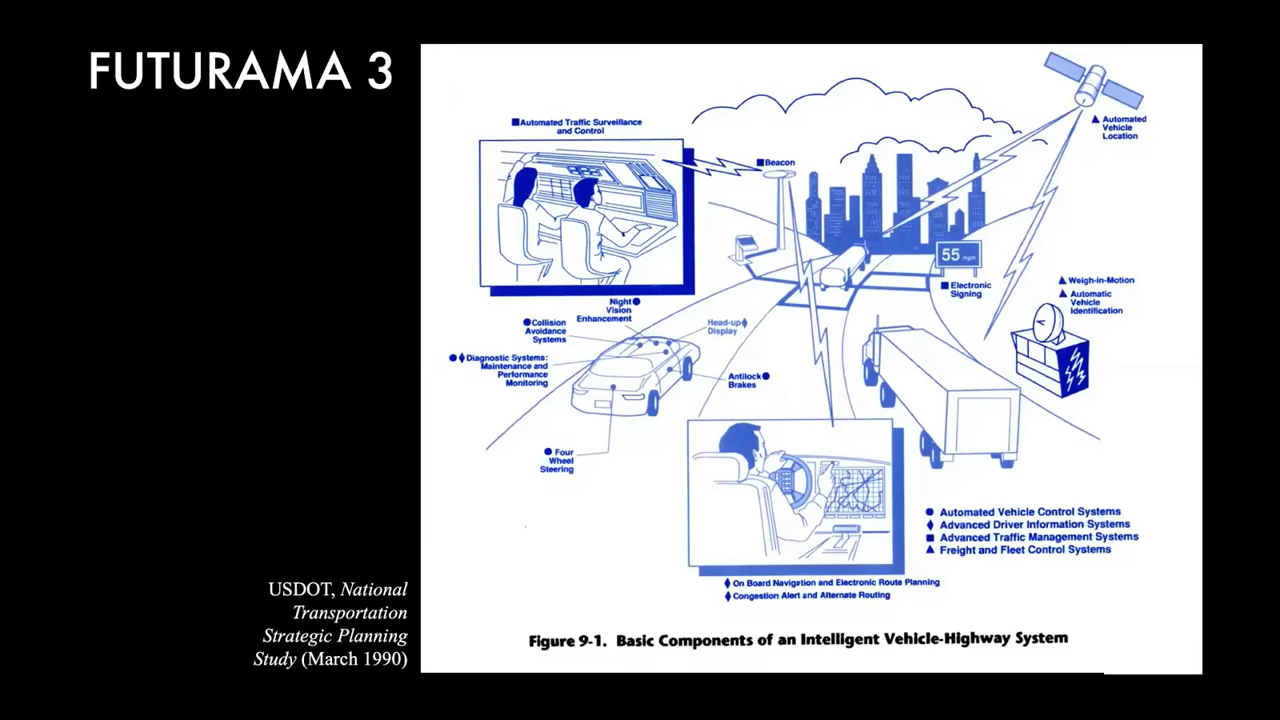 FUTURAMA 3
■Automated Traffic Surveillance
and Control
■Beacon
▲ Automated
Vehicle
Location
55 mph
■Electronic
Signing
▲ Weigh-in-Motion
▲ Automatic
Vehicle
Identification
Night●
Vision
Enhancement
●Collision
Avoidance
Systems
Head-up♦
Display
●♦Diagnostic Systems:
Maintenance and
Performance
Monitoring
Antilock●
Brakes
● Four
Wheel
Steering
● Automated Vehicle Control Systems
♦ Advanced Driver Information Systems
■ Advanced Traffic Management Systems
▲ Freight and Fleet Control Systems
♦ On Board Navigation and Electronic Route Planning
♦ Congestion Alert and Alternate Routing
Figure 9-1. Basic Components of an Intelligent Vehicle-Highway System
USDOT, National
Transportation
Strategic Planning
Study (March 1990)